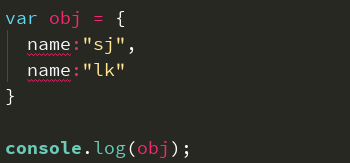 var obj = {
  name:"sj",
  name:"lk"
}
console.log(obj);